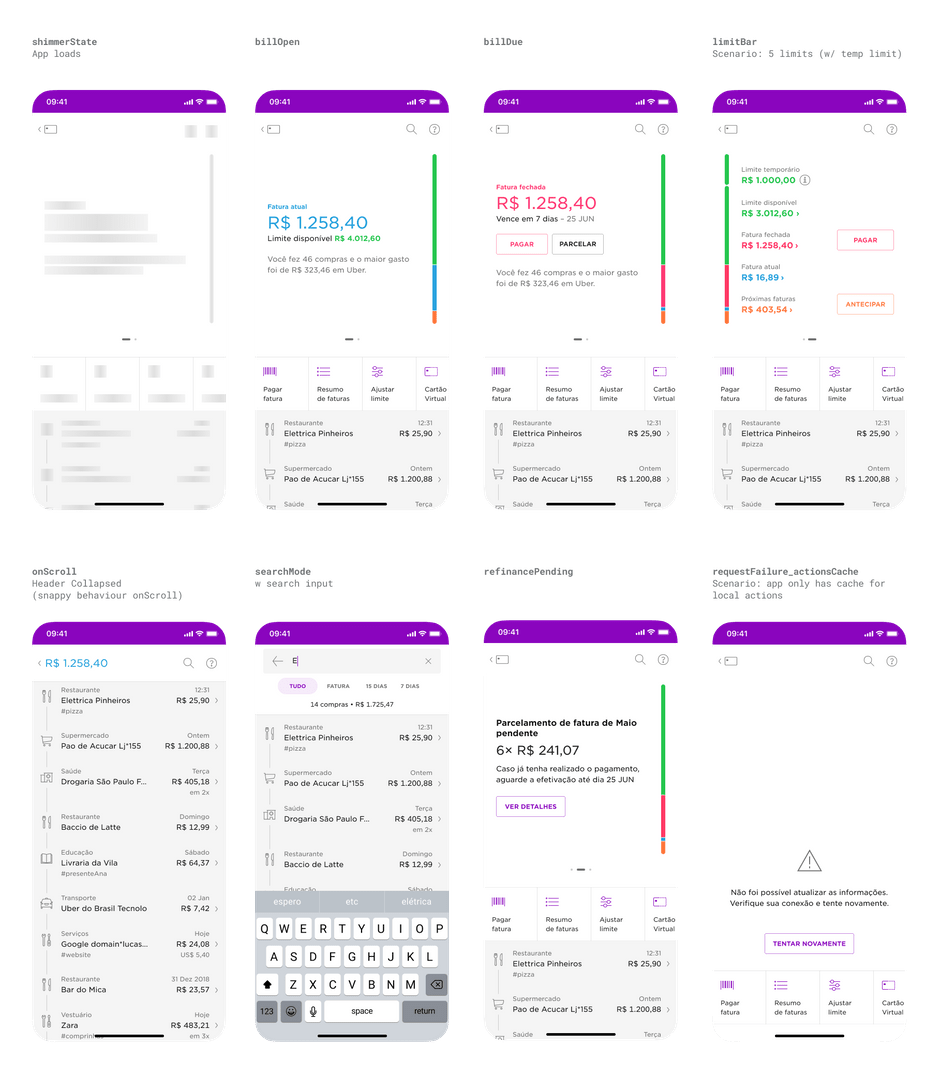 shimmerState
App loads
09:41
billOpen
09:41
Fatura atual
R$ 1.258,40
Limite disponível R$ 4.012,60
Você fez 46 compras e o maior gasto
foi de R$ 323,46 em Uber.
Pagar
fatura
Resumo
de faturas
Ajustar
limite
Cartão
Virtual
Restaurante 12:31
Elettrica Pinheiros R$ 25,90
#pizza
Supermercado Ontem
Pao de Acucar Lj*155 R$ 1.200,88
Saúde Terça
billDue
09:41
Fatura fechada
R$ 1.258,40
Vence em 7 dias – 25 JUN
PAGAR PARCELAR
Você fez 46 compras e o maior gasto
foi de R$ 323,46 em Uber.
Pagar
fatura
Resumo
de faturas
Ajustar
limite
Cartão
Virtual
Restaurante 12:31
Elettrica Pinheiros R$ 25,90
#pizza
Supermercado Ontem
Pao de Acucar Lj*155 R$ 1.200,88
Saúde Terça
limitBar
Scenario: 5 limits (w/ temp limit)
09:41
Limite temporário
R$ 1.000,00
Limite disponível
R$ 3.012,60 ›
Fatura fechada
R$ 1.258,40 ›
PAGAR
Fatura atual
R$ 16,89 ›
Próximas faturas
R$ 403,54 ›
ANTECIPAR
Pagar
fatura
Resumo
de faturas
Ajustar
limite
Cartão
Virtual
Restaurante 12:31
Elettrica Pinheiros R$ 25,90
#pizza
Supermercado Ontem
Pao de Acucar Lj*155 R$ 1.200,88
Saúde Terça
onScroll
Header Collapsed
(snappy behaviour onScroll)
09:41
R$ 1.258,40
Restaurante 12:31
Elettrica Pinheiros R$ 25,90
#pizza
Supermercado Ontem
Pao de Acucar Lj*155 R$ 1.200,88
Saúde Terça
Drogaria São Paulo F... R$ 405,18
em 2x
Restaurante Domingo
Baccio de Latte R$ 12,99
Educação Sábado
Livraria da Vila R$ 64,37
#presenteAna
Transporte 02 Jan
Uber do Brasil Tecnolo R$ 7,42
Serviços Hoje
Google domain*lucas... R$ 24,08
#website US$ 5,40
Restaurante 31 Dez 2018
Bar do Mica R$ 23,57
Vestuário Hoje
Zara R$ 483,21
#comprinh em 3x
searchMode
w search input
09:41
E
TUDO FATURA 15 DIAS 7 DIAS
14 compras • R$ 1.725,47
Restaurante 12:31
Elettrica Pinheiros R$ 25,90
#pizza
Supermercado Ontem
Pao de Acucar Lj*155 R$ 1.200,88
Saúde Terça
Drogaria São Paulo F... R$ 405,18
em 2x
Restaurante Domingo
Baccio de Latte R$ 12,99
Educação Sábado
espero etc elétrica
Q W E R T Y U I O P
A S D F G H J K L
Z X C V B N M
123 space return
refinancePending
09:41
Parcelamento de fatura de Maio
pendente
6× R$ 241,07
Caso já tenha realizado o pagamento,
aguarde a efetivação até dia 25 JUN
VER DETALHES
Pagar
fatura
Resumo
de faturas
Ajustar
limite
Cartão
Virtual
Restaurante 12:31
Elettrica Pinheiros R$ 25,90
#pizza
Supermercado Ontem
Pao de Acucar Lj*155 R$ 1.200,88
Saúde Terça
requestFailure_actionsCache
Scenario: app only has cache for
local actions
09:41
Não foi possível atualizar as informações.
Verifique sua conexão e tente novamente.
TENTAR NOVAMENTE
Pagar
fatura
Resumo
de faturas
Ajustar
limite
Cartão
Virtual